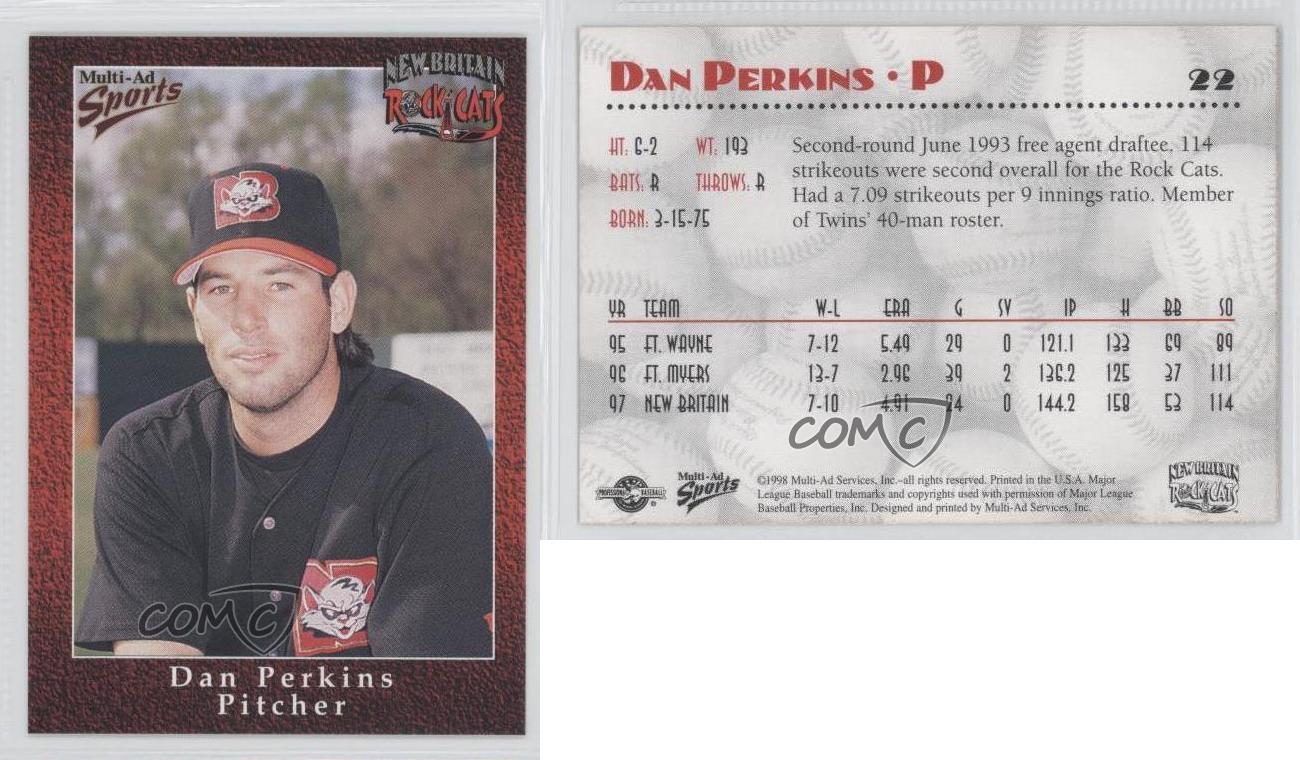 Multi-Ad
Sports
NEW BRITAIN
ROCK CATS
COMC
Dan Perkins
Pitcher
DAN PERKINS • P 22
HT: 6-2 WT: 193
BATS: R THROWS: R
BORN: 3-15-75
Second-round June 1993 free agent draftee. 114
strikeouts were second overall for the Rock Cats.
Had a 7.09 strikeouts per 9 innings ratio. Member
of Twins' 40-man roster.
YR TEAM W-L ERA G SV IP H BB SO
95 FT. WAYNE 7-12 5.49 29 0 121.1 133 69 89
96 FT. MYERS 13-7 2.96 39 2 136.2 125 37 111
97 NEW BRITAIN 7-10 4.91 24 0 144.2 158 53 114
COMC
PROFESSIONAL BASEBALL
Multi-Ad
Sports
©1998 Multi-Ad Services, Inc.–all rights reserved. Printed in the U.S.A. Major
League Baseball trademarks and copyrights used with permission of Major League
Baseball Properties, Inc. Designed and printed by Multi-Ad Services, Inc.
NEW BRITAIN
ROCK CATS